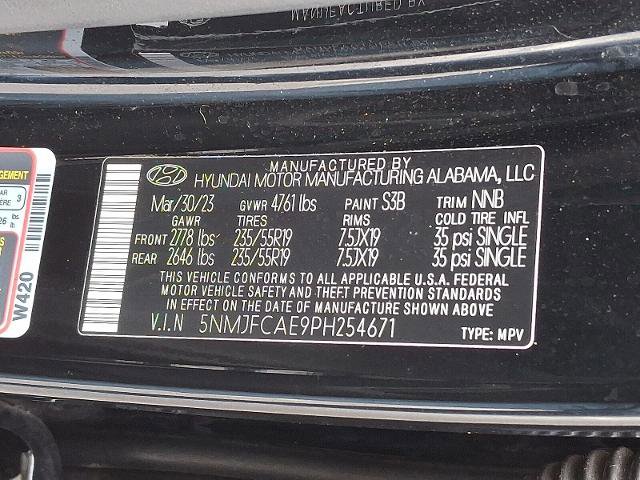 MANUFACTURED BY
HYUNDAI MOTOR MANUFACTURING ALABAMA, LLC
Mar/30/23 GVWR 4761 lbs PAINT S3B TRIM NNB
GAWR TIRES RIMS COLD TIRE INFL
FRONT 2778 lbs 235/55R19 7.5JX19 35 psi SINGLE
REAR 2646 lbs 235/55R19 7.5JX19 35 psi SINGLE
THIS VEHICLE CONFORMS TO ALL APPLICABLE U.S.A. FEDERAL
MOTOR VEHICLE SAFETY AND THEFT PREVENTION STANDARDS
IN EFFECT ON THE DATE OF MANUFACTURE SHOWN ABOVE
V.I.N 5NMJFCAE9PH254671
TYPE: MPV
W420
3